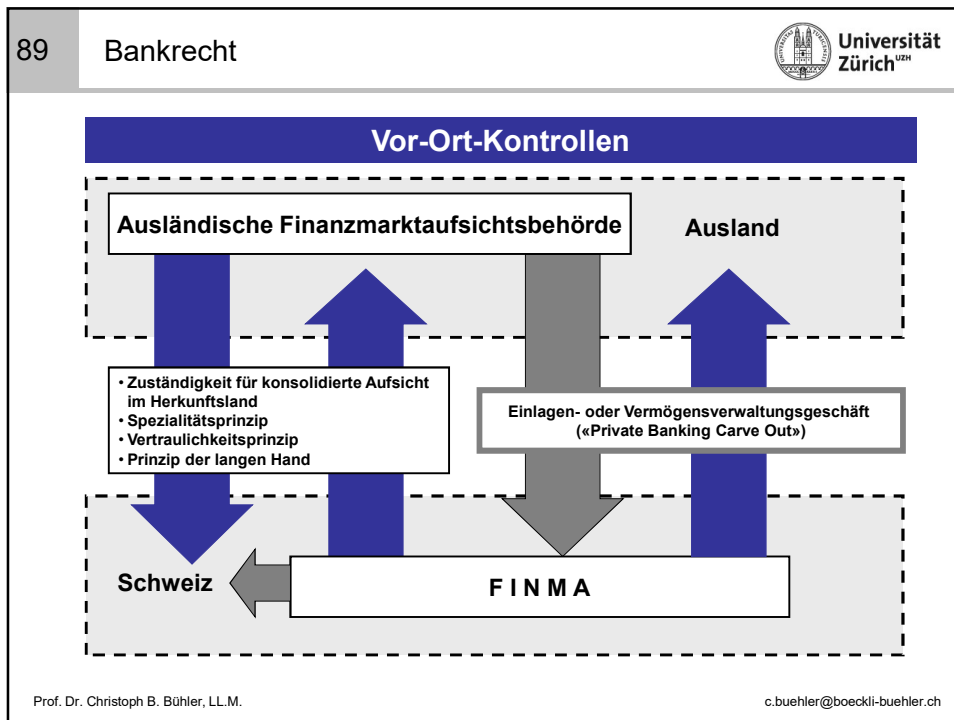 89
Bankrecht
Universität
Zürich UZH
Vor-Ort-Kontrollen
Ausländische Finanzmarktaufsichtsbehörde
Ausland
• Zuständigkeit für konsolidierte Aufsicht
im Herkunftsland
• Spezialitätsprinzip
• Vertraulichkeitsprinzip
• Prinzip der langen Hand
Einlagen- oder Vermögensverwaltungsgeschäft
(«Private Banking Carve Out»)
Schweiz
F I N M A
Prof. Dr. Christoph B. Bühler, LL.M.
c.buehler@boeckli-buehler.ch